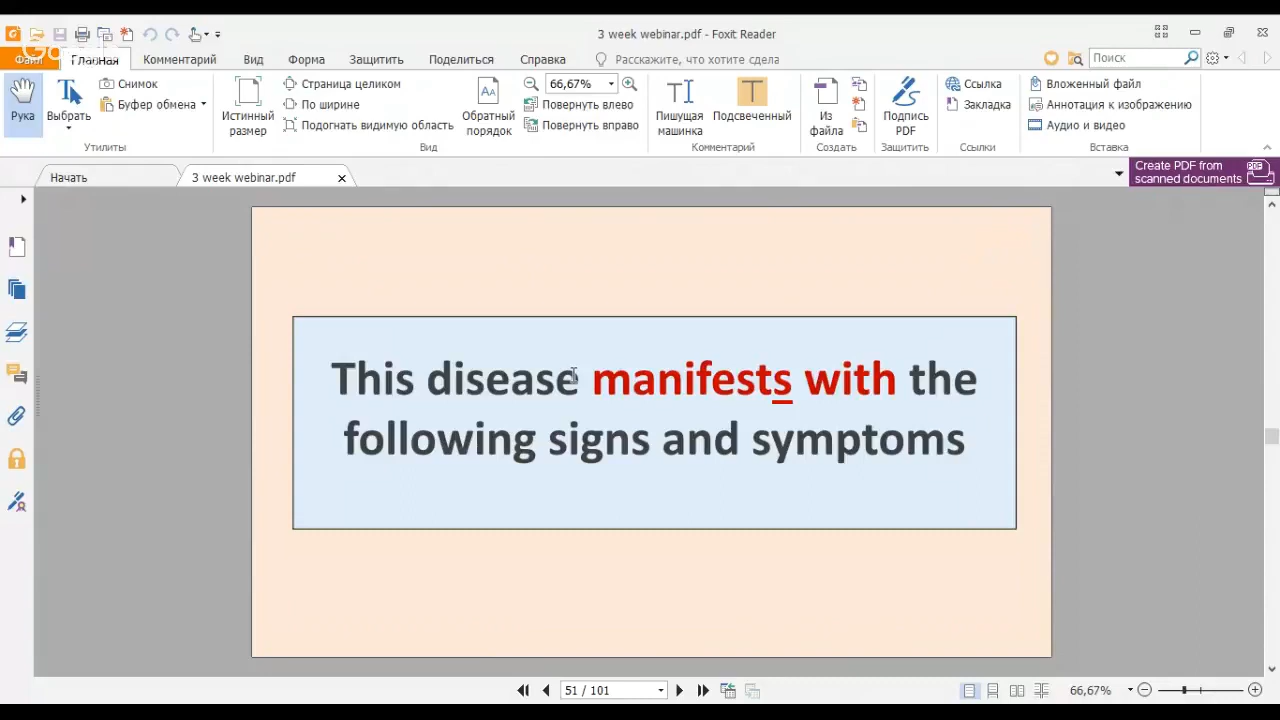 3 week webinar.pdf - Foxit Reader
Файл Главная Комментарий Вид Форма Защитить Поделиться Справка Расскажите, что хотите сделать Поиск
Рука
Выбрать
Снимок
Буфер обмена
Утилиты
Истинный размер
Страница целиком
По ширине
Подогнать видимую область
Обратный порядок
66,67%
Повернуть влево
Повернуть вправо
Вид
Пишущая машинка
Подсвеченный
Комментарий
Из файла
Создать
Подпись PDF
Защитить
Ссылка
Закладка
Ссылки
Вложенный файл
Аннотация к изображению
Аудио и видео
Вставка
Начать 3 week webinar.pdf
Create PDF from
scanned documents
This disease manifests with the
following signs and symptoms
51 / 101 66,67%